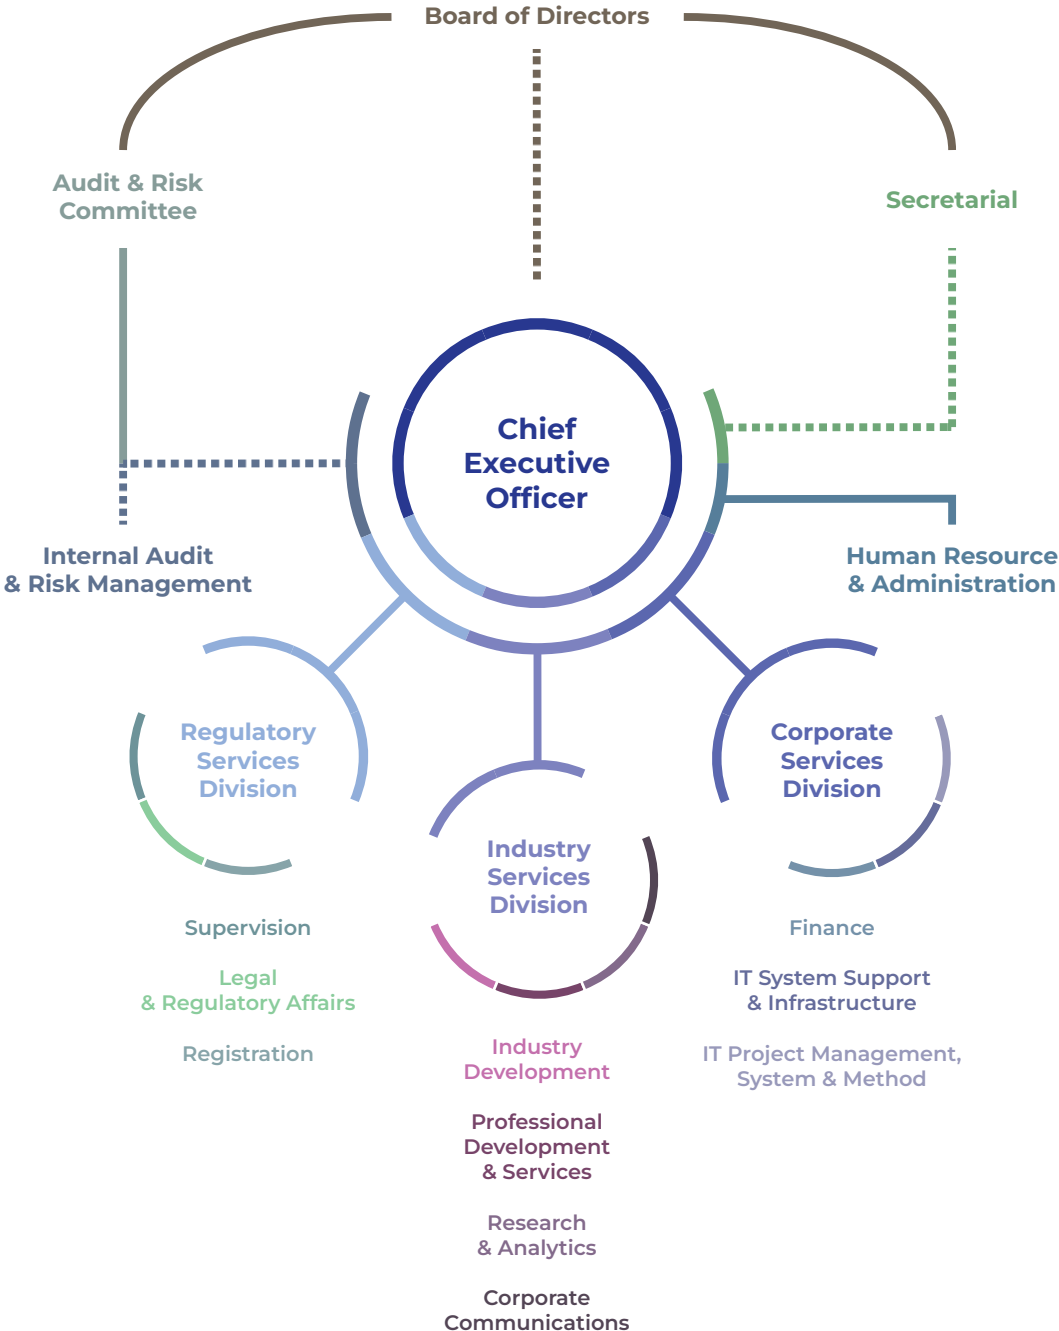 Board of Directors
Audit & Risk
Committee
Secretarial
Chief
Executive
Officer
Internal Audit
& Risk Management
Human Resource
& Administration
Regulatory
Services
Division
Corporate
Services
Division
Industry
Services
Division
Supervision
Legal
& Regulatory Affairs
Registration
Finance
IT System Support
& Infrastructure
IT Project Management,
System & Method
Industry
Development
Professional
Development
& Services
Research
& Analytics
Corporate
Communications